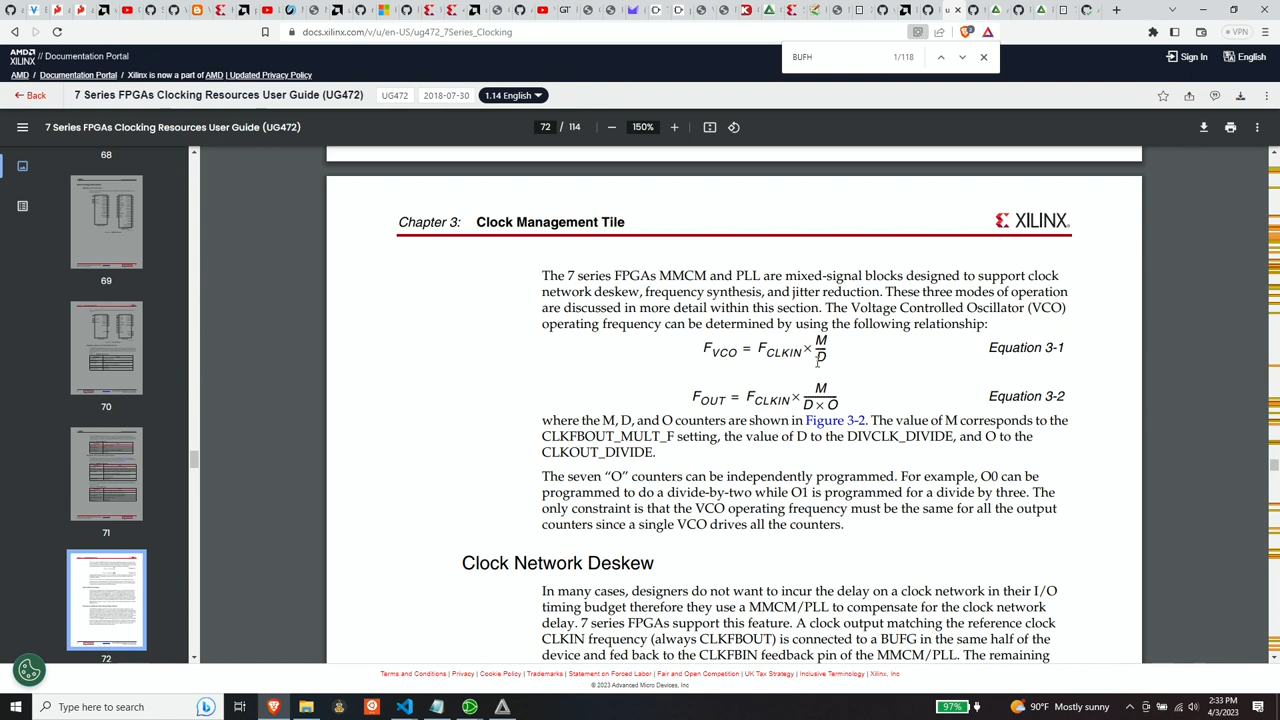 docs.xilinx.com/v/u/en-US/ug472_7Series_Clocking
VPN
BUFH
1/118
AMD
XILINX
// Documentation Portal
Sign In
English
AMD / Documentation Portal / Xilinx is now a part of AMD | Updated Privacy Policy
Back
7 Series FPGAs Clocking Resources User Guide (UG472)
UG472
2018-07-30
1.14 English
7 Series FPGAs Clocking Resources User Guide (UG472)
72 / 114
150%
68
69
70
71
72
Chapter 3: Clock Management Tile
XILINX
The 7 series FPGAs MMCM and PLL are mixed-signal blocks designed to support clock
network deskew, frequency synthesis, and jitter reduction. These three modes of operation
are discussed in more detail within this section. The Voltage Controlled Oscillator (VCO)
operating frequency can be determined by using the following relationship:
F_VCO = F_CLKIN × M/D
Equation 3-1
F_OUT = F_CLKIN × M/(D × O)
Equation 3-2
where the M, D, and O counters are shown in Figure 3-2. The value of M corresponds to the
CLKFBOUT_MULT_F setting, the value of D to the DIVCLK_DIVIDE, and O to the
CLKOUT_DIVIDE.
The seven “O” counters can be independently programmed. For example, O0 can be
programmed to do a divide-by-two while O1 is programmed for a divide by three. The
only constraint is that the VCO operating frequency must be the same for all the output
counters since a single VCO drives all the counters.
Clock Network Deskew
In many cases, designers do not want to incur the delay on a clock network in their I/O
timing budget therefore they use a MMCM/PLL to compensate for the clock network
delay. 7 series FPGAs support this feature. A clock output matching the reference clock
CLKIN frequency (always CLKFBOUT) is connected to a BUFG in the same half of the
device and fed back to the CLKFBIN feedback pin of the MMCM/PLL. The remaining
Terms and Conditions | Privacy | Cookie Policy | Trademarks | Statement on Forced Labor | Fair and Open Competition | UK Tax Strategy | Inclusive Terminology | Xilinx, Inc
© 2023 Advanced Micro Devices, Inc
Type here to search
97%
90°F Mostly sunny
2:33 PM
4/3/2023